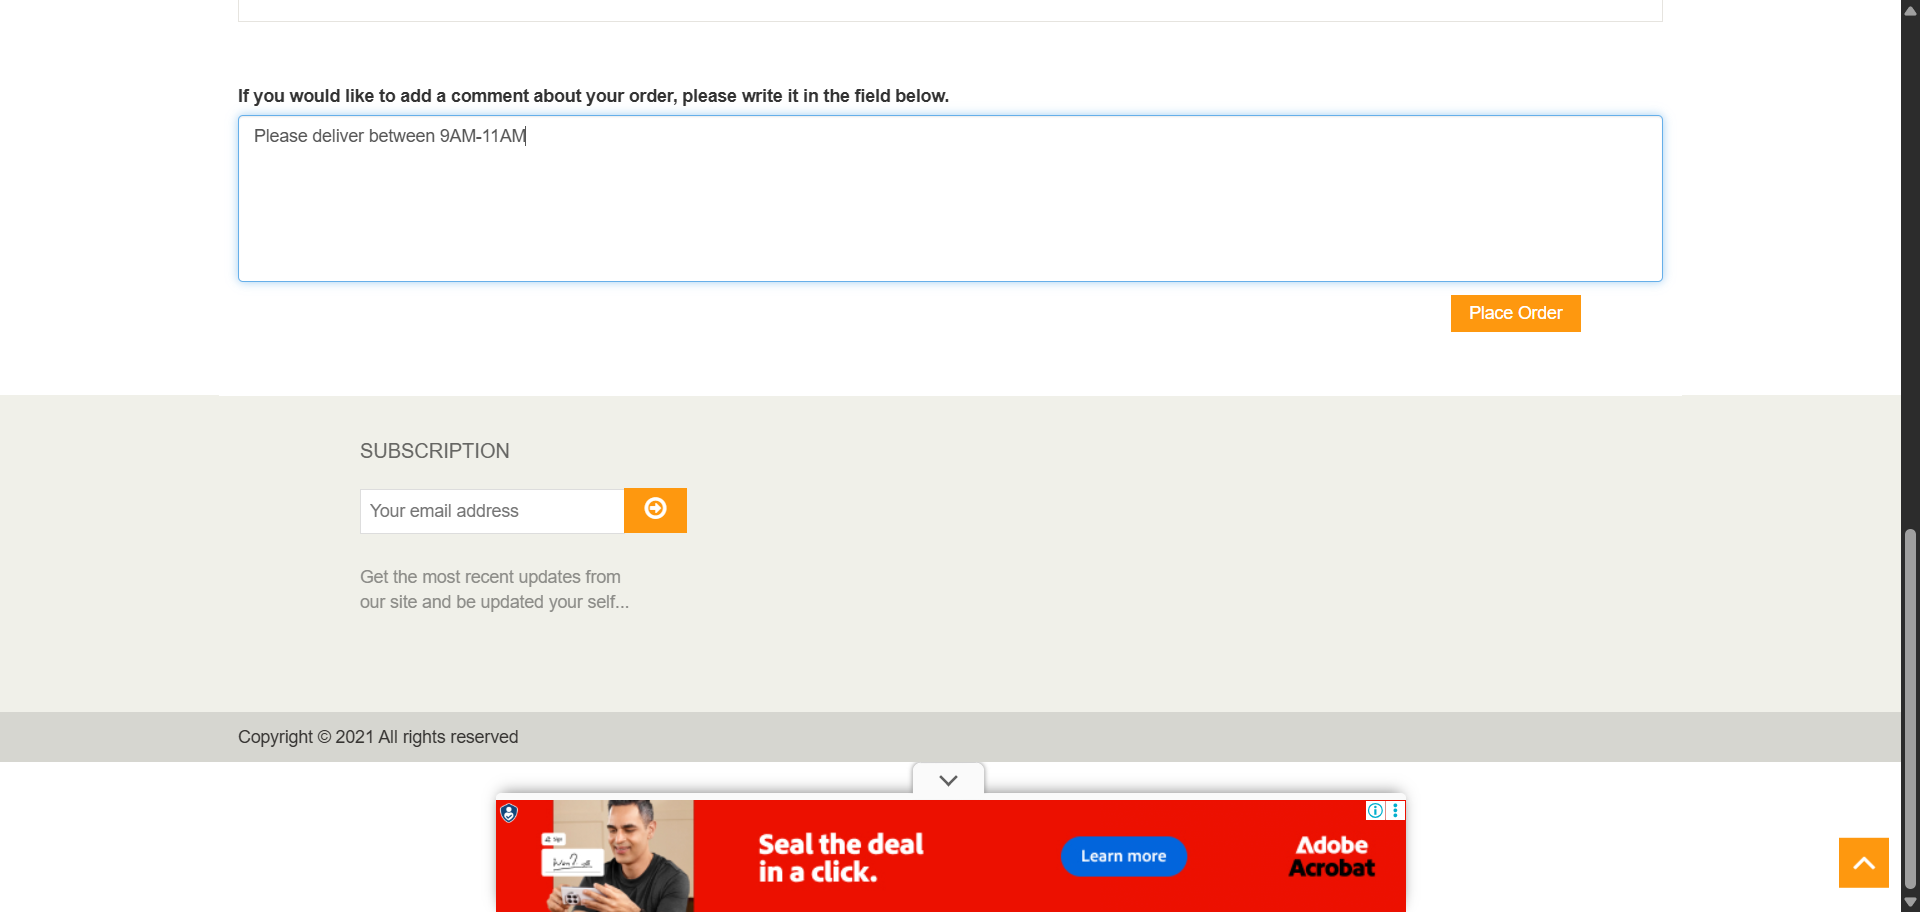 If you would like to add a comment about your order, please write it in the field below.
Please deliver between 9AM-11AM
Place Order
SUBSCRIPTION
Your email address
Get the most recent updates from
our site and be updated your self...
Copyright © 2021 All rights reserved
Sign
Seal the deal
in a click.
Learn more
Adobe
Acrobat